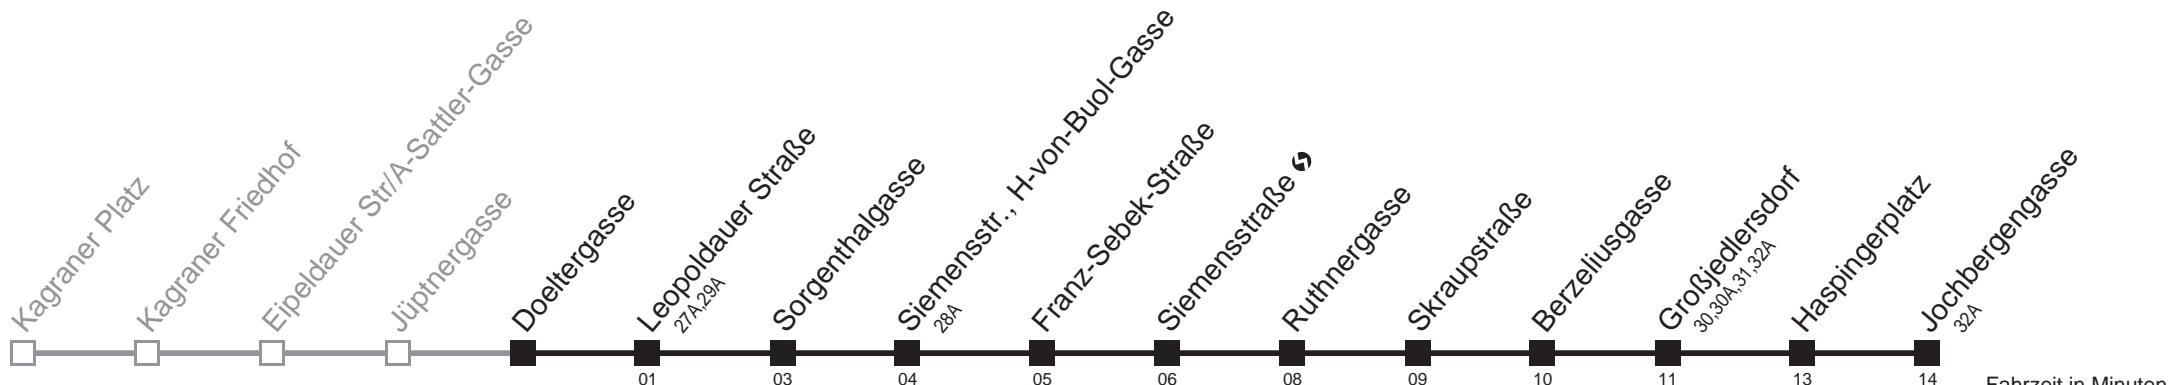 Kagraner Platz
Kagraner Friedhof
Eipeldauer Str/A-Sattler-Gasse
Jüptnergasse
Doeltergasse
Leopoldauer Straße
27A,29A
Sorgenthalgasse
Siemensstr., H-von-Buol-Gasse
28A
Franz-Sebek-Straße
Siemensstraße
Ruthnergasse
Skraupstraße
Berzeliusgasse
Großjedlersdorf
30,30A,31,32A
Haspingerplatz
Jochbergengasse
32A
01 03 04 05 06 08 09 10 11 13 14
Fahrzeit in Minuten